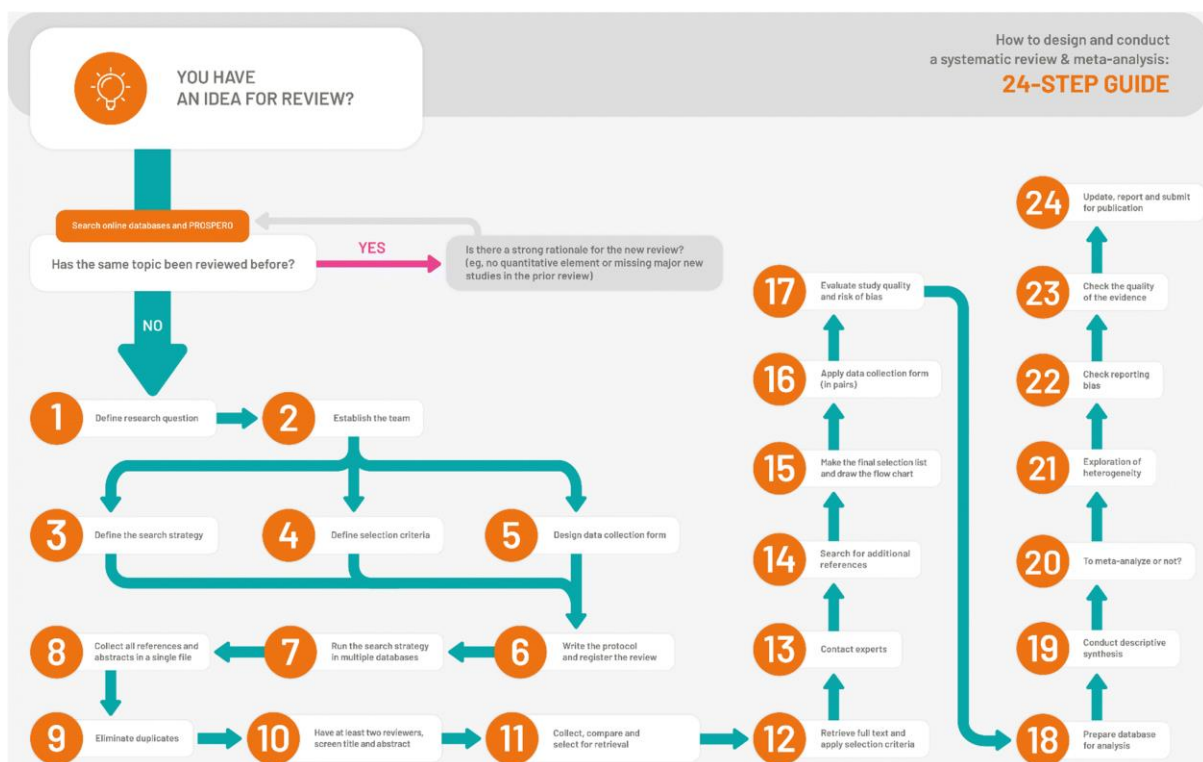 YOU HAVE
AN IDEA FOR REVIEW?
How to design and conduct
a systematic review & meta-analysis:
24-STEP GUIDE
Search online databases and PROSPERO
Has the same topic been reviewed before?
YES
Is there a strong rationale for the new review?
(eg, no quantitative element or missing major new
studies in the prior review)
NO
1
Define research question
2
Establish the team
3
Define the search strategy
4
Define selection criteria
5
Design data collection form
6
Write the protocol
and register the review
7
Run the search strategy
in multiple databases
8
Collect all references and
abstracts in a single file
9
Eliminate duplicates
10
Have at least two reviewers,
screen title and abstract
11
Collect, compare and
select for retrieval
12
Retrieve full text and
apply selection criteria
13
Contact experts
14
Search for additional
references
15
Make the final selection list
and draw the flow chart
16
Apply data collection form
(in pairs)
17
Evaluate study quality
and risk of bias
18
Prepare database
for analysis
19
Conduct descriptive
synthesis
20
To meta-analyze or not?
21
Exploration of
heterogeneity
22
Check reporting
bias
23
Check the quality
of the evidence
24
Update, report and submit
for publication